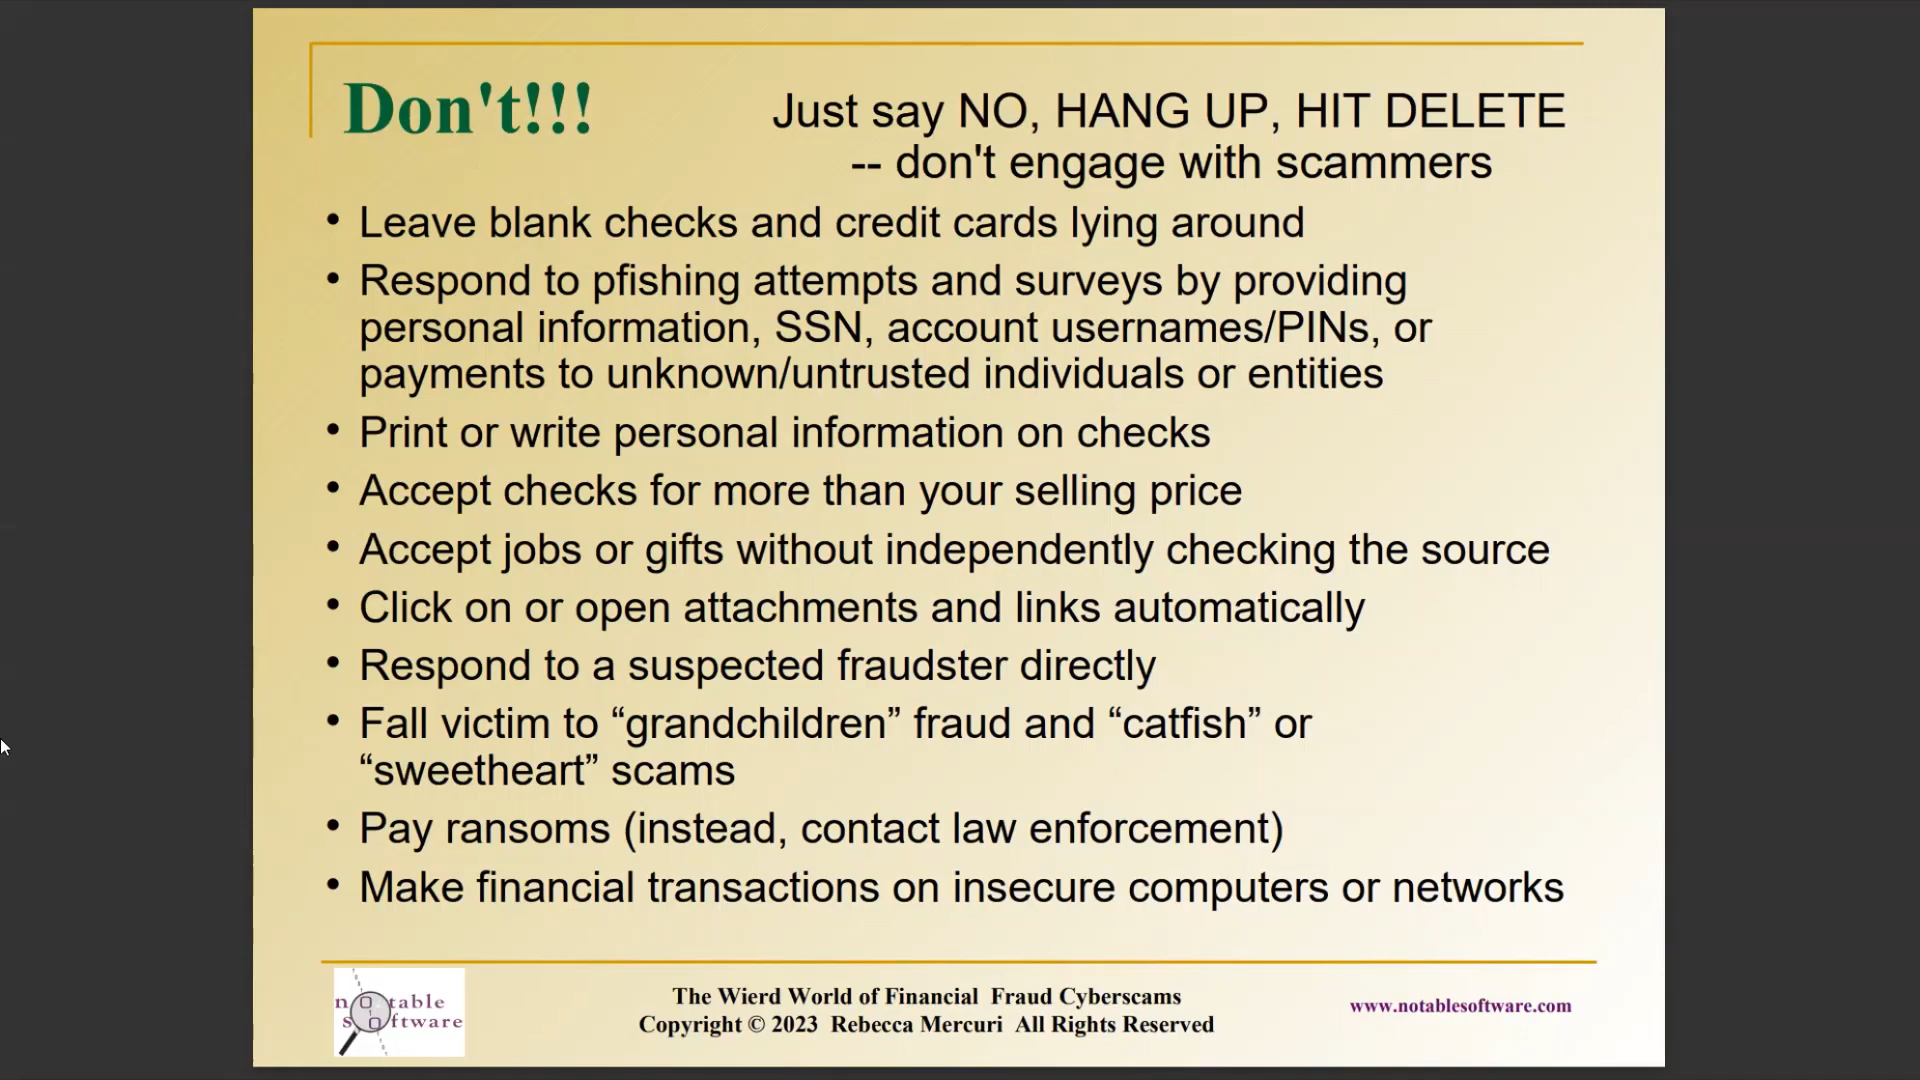 Don't!!!
Just say NO, HANG UP, HIT DELETE
-- don't engage with scammers
• Leave blank checks and credit cards lying around
• Respond to pfishing attempts and surveys by providing
personal information, SSN, account usernames/PINs, or
payments to unknown/untrusted individuals or entities
• Print or write personal information on checks
• Accept checks for more than your selling price
• Accept jobs or gifts without independently checking the source
• Click on or open attachments and links automatically
• Respond to a suspected fraudster directly
• Fall victim to “grandchildren” fraud and “catfish” or
“sweetheart” scams
• Pay ransoms (instead, contact law enforcement)
• Make financial transactions on insecure computers or networks
notable
software
The Wierd World of Financial Fraud Cyberscams
Copyright © 2023 Rebecca Mercuri All Rights Reserved
www.notablesoftware.com